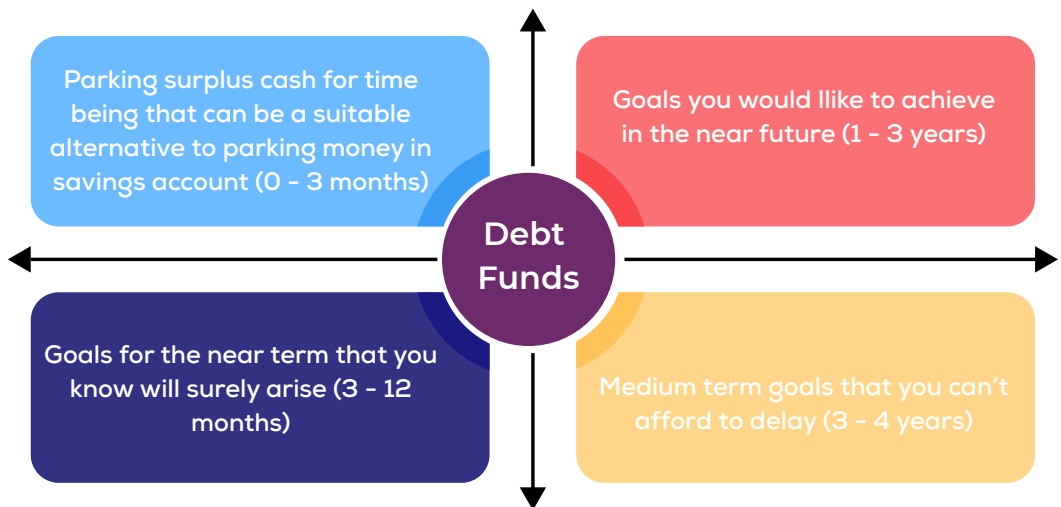 Parking surplus cash for time
being that can be a suitable
alternative to parking money in
savings account (0 - 3 months)
Goals you would llike to achieve
in the near future (1 - 3 years)
Debt
Funds
Goals for the near term that you
know will surely arise (3 - 12
months)
Medium term goals that you can't
afford to delay (3 - 4 years)